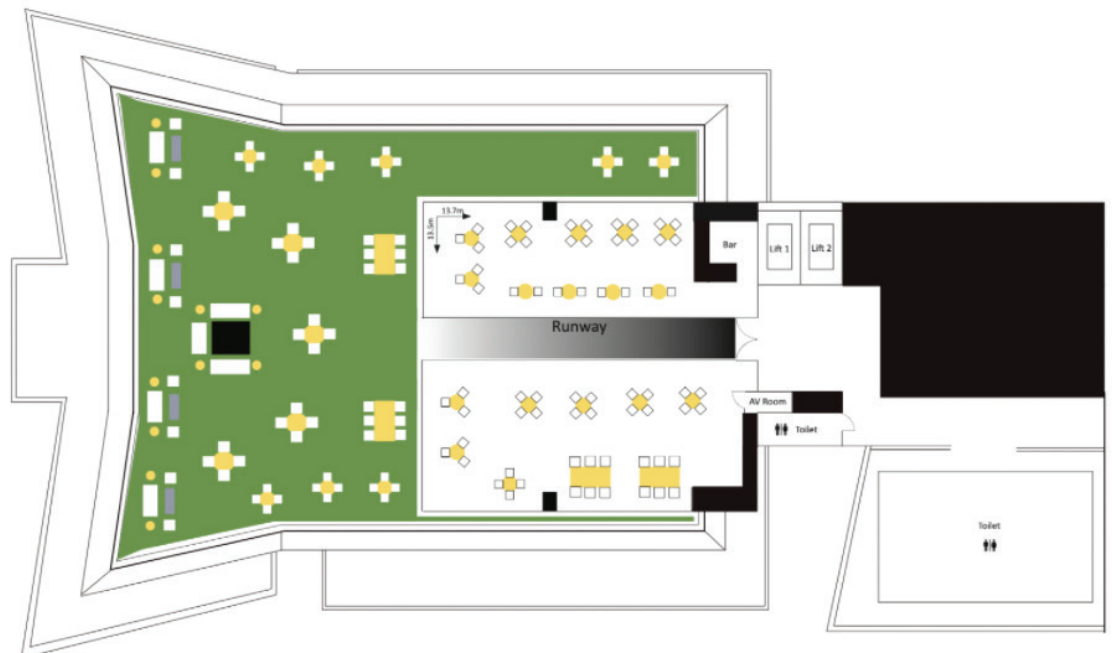 13.7m
13.5m
Bar
Lift 1
Lift 2
Runway
AV Room
Toilet
Toilet